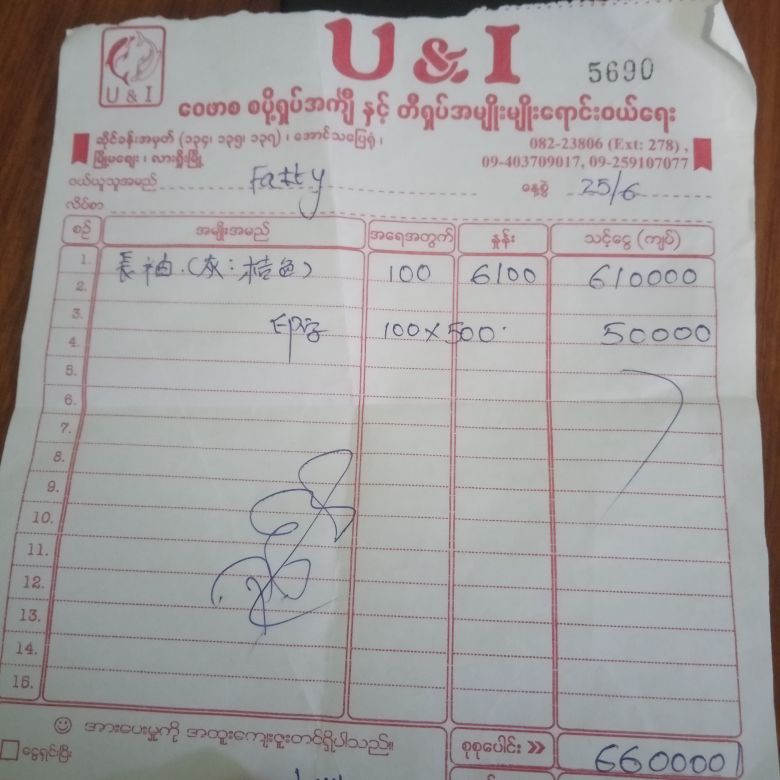 U & I
U & I 5690
ဝေဟာစ စပို့ရှပ်အင်္ကျီ နှင့် တီရှပ်အမျိုးမျိုးရောင်းဝယ်ရေး
ဆိုင်ခန်းအမှတ် (၁၃၄၊ ၁၃၅၊ ၁၃၇) ၊ အောင်သပြေရုံ ၊
မြို့မဈေး ၊ လားရှိုးမြို့
082-23806 (Ext: 278) ,
09-403709017, 09-259107077
ဝယ်ယူသူအမည် Fatty နေ့စွဲ 25/6
လိပ်စာ
စဉ် အမျိုးအမည် အရေအတွက် နှုန်း သင့်ငွေ (ကျပ်)
1. 長袖.(灰:桔色) 100 6100 610000
2.
3.
4. 100 x 500 50000
5.
6.
7.
8.
9.
10.
11.
12.
13.
14.
15.
အားပေးမှုကို အထူးကျေးဇူးတင်ရှိပါသည်။
ငွေရှင်းပြီး စုစုပေါင်း >> 660000